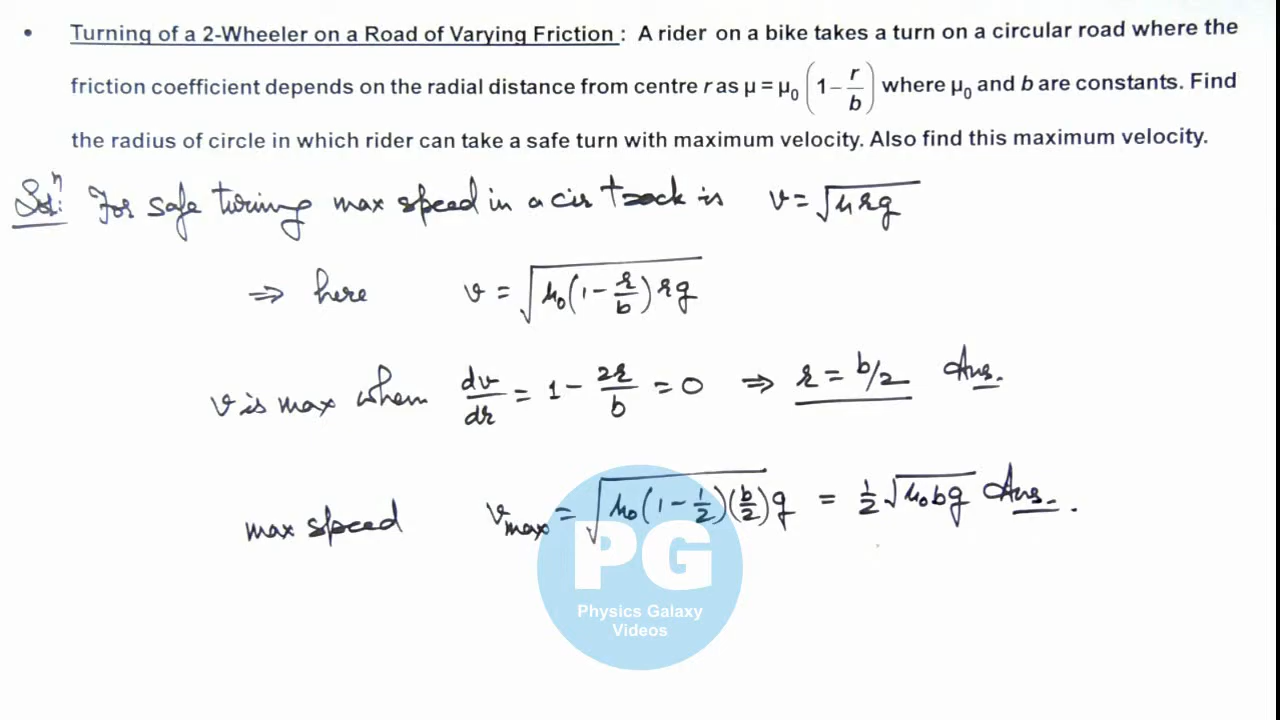 • Turning of a 2-Wheeler on a Road of Varying Friction : A rider on a bike takes a turn on a circular road where the
friction coefficient depends on the radial distance from centre r as μ = μ₀ (1 − r/b) where μ₀ and b are constants. Find
the radius of circle in which rider can take a safe turn with maximum velocity. Also find this maximum velocity.
Solⁿ: For safe turing max speed in a cir track is v = √(μrg)
⇒ here v = √(μ₀(1 − r/b)rg)
v is max when dv/dr = 1 − 2r/b = 0 ⇒ r = b/2 Ans.
max speed v_max = √(μ₀(1 − 1/2)(b/2)g) = 1/2 √(μ₀bg) Ans.
PG
Physics Galaxy
Videos